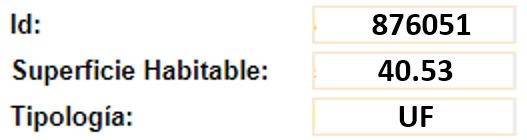 Id: 876051
Superficie Habitable: 40.53
Tipología: UF